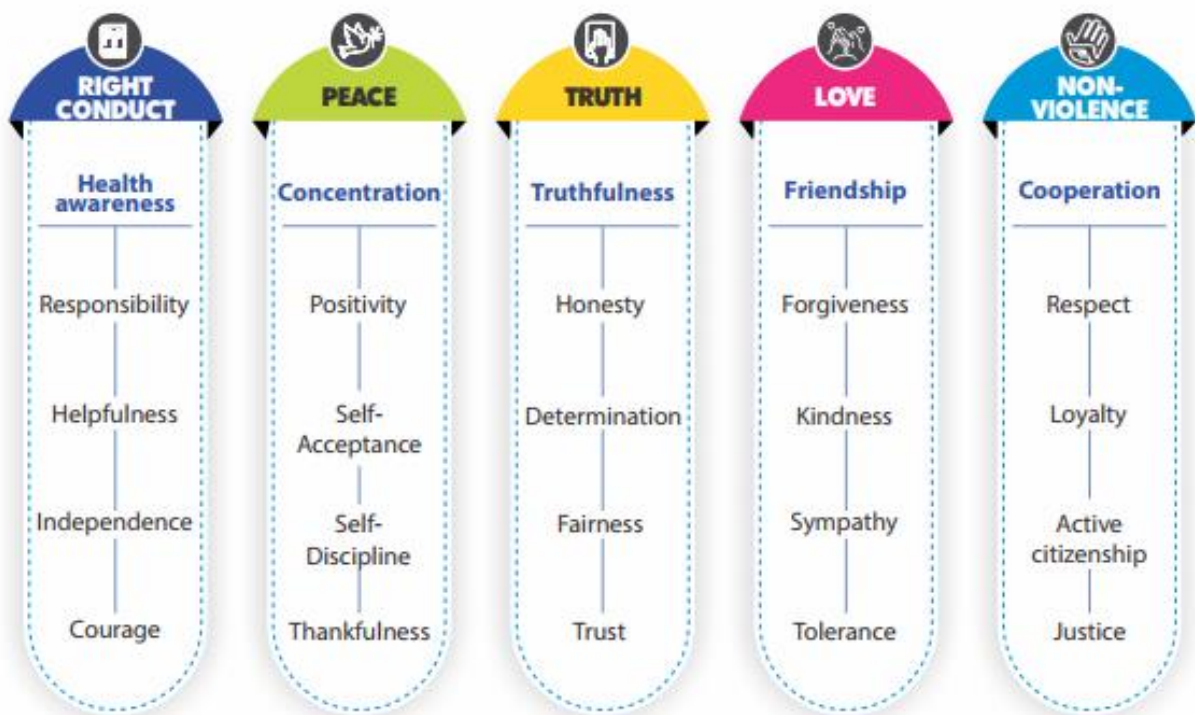 RIGHT
CONDUCT
Health
awareness
Responsibility
Helpfulness
Independence
Courage
PEACE
Concentration
Positivity
Self-
Acceptance
Self-
Discipline
Thankfulness
TRUTH
Truthfulness
Honesty
Determination
Fairness
Trust
LOVE
Friendship
Forgiveness
Kindness
Sympathy
Tolerance
NON-
VIOLENCE
Cooperation
Respect
Loyalty
Active
citizenship
Justice